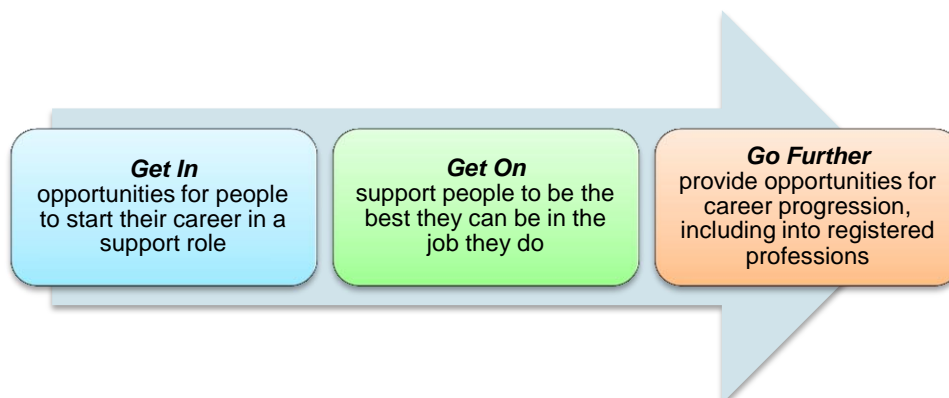 Get In
opportunities for people
to start their career in a
support role
Get On
support people to be the
best they can be in the
job they do
Go Further
provide opportunities for
career progression,
including into registered
professions